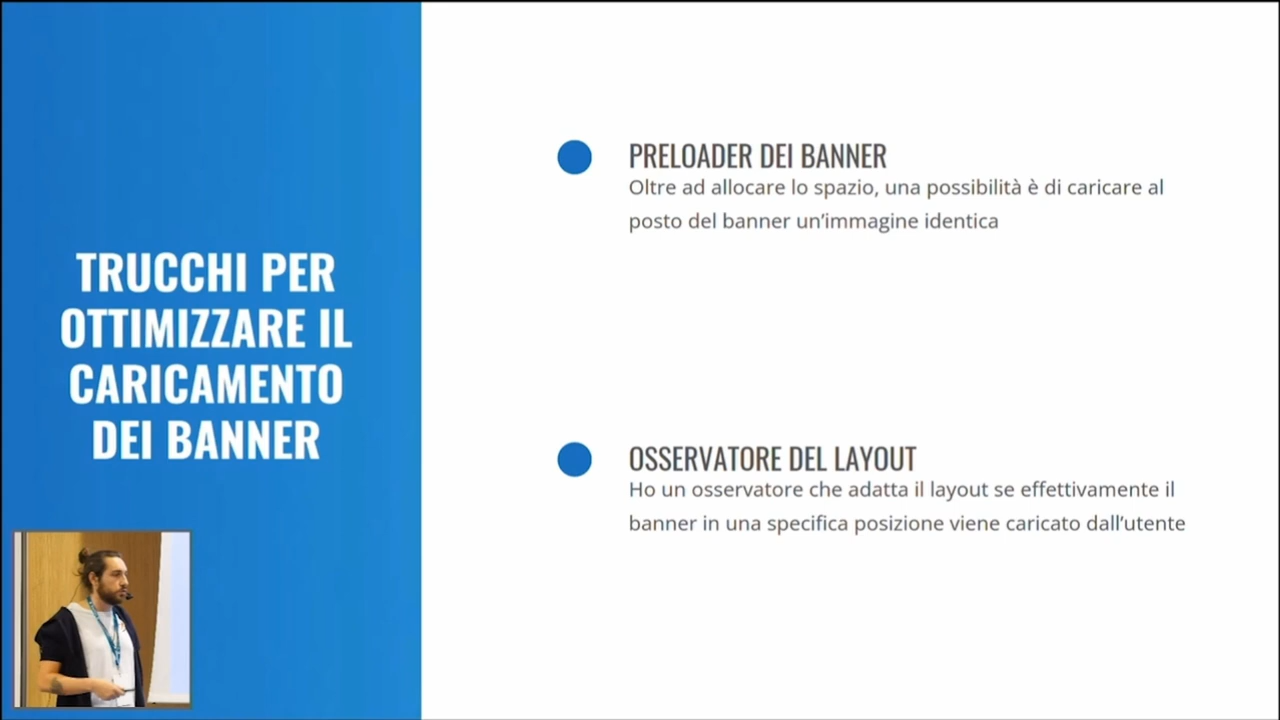 TRUCCHI PER
OTTIMIZZARE IL
CARICAMENTO
DEI BANNER
PRELOADER DEI BANNER
Oltre ad allocare lo spazio, una possibilità è di caricare al
posto del banner un’immagine identica
OSSERVATORE DEL LAYOUT
Ho un osservatore che adatta il layout se effettivamente il
banner in una specifica posizione viene caricato dall’utente